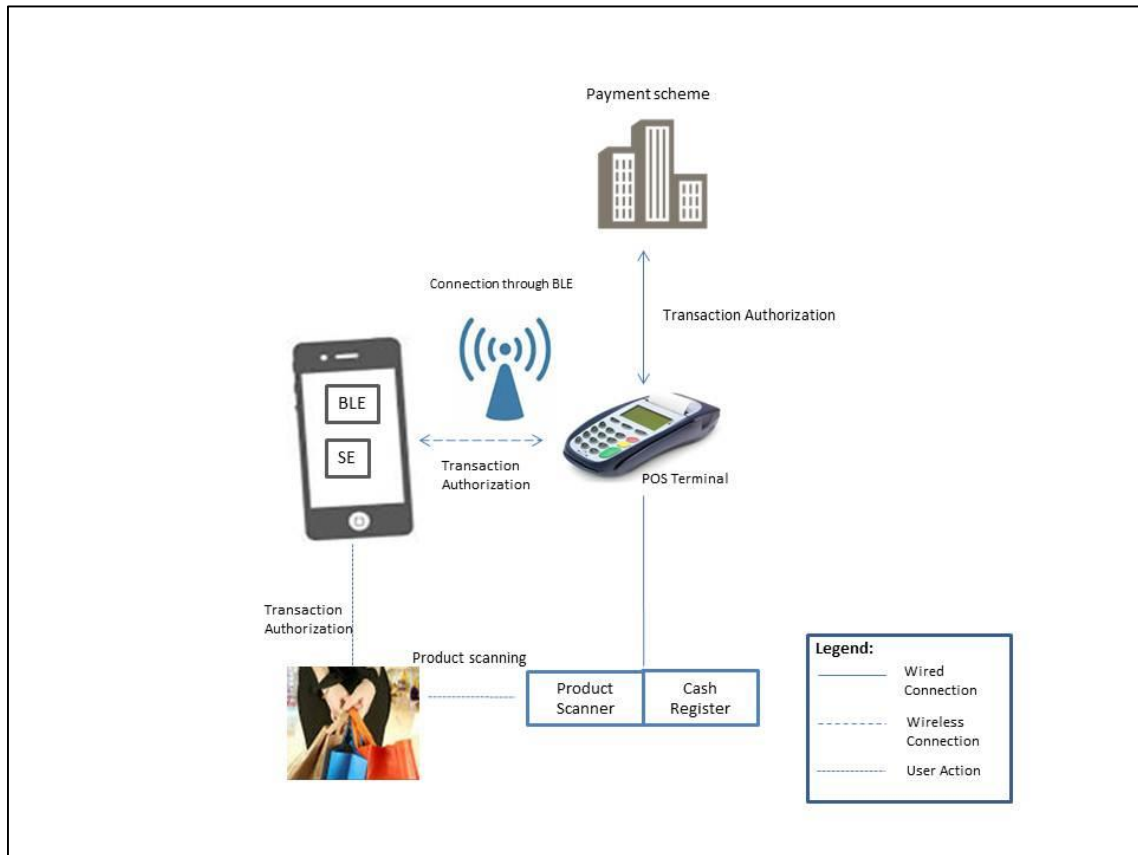 Payment scheme
Connection through BLE
Transaction Authorization
BLE
SE
Transaction
Authorization
POS Terminal
Transaction
Authorization
Product scanning
Product
Scanner
Cash
Register
Legend:
Wired
Connection
Wireless
Connection
User Action